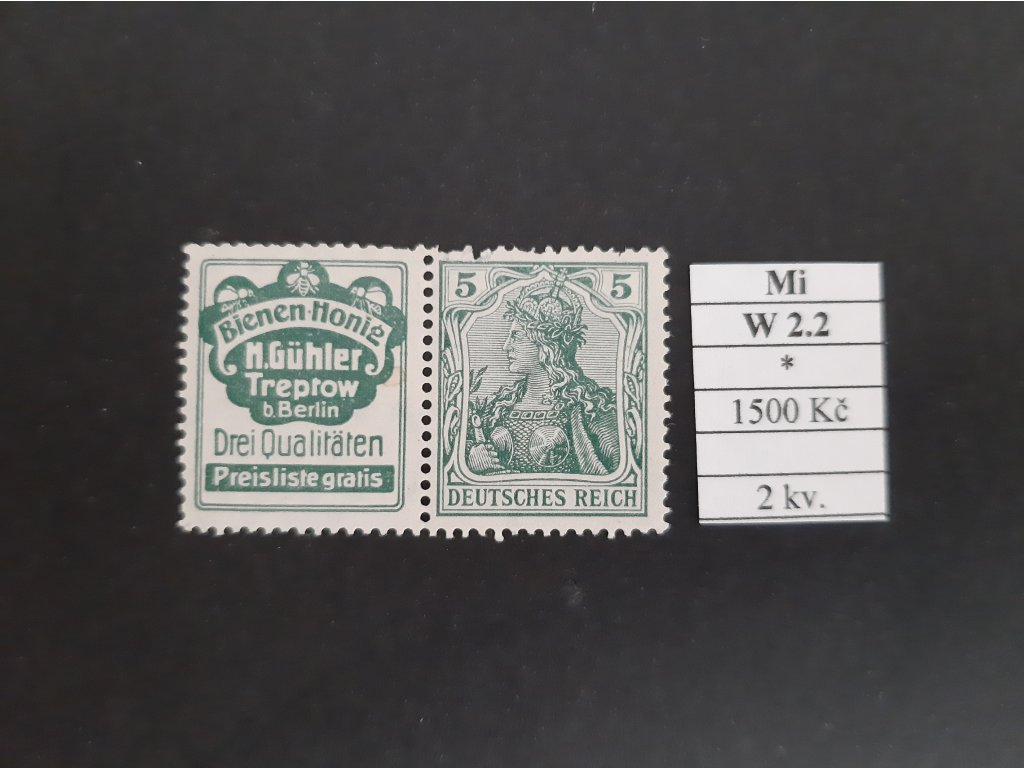 Bienen-Honig
H.Gühler
Treptow
b.Berlin
Drei Qualitäten
Preisliste gratis
5 5
DEUTSCHES REICH
Mi
W 2.2
*
1500 Kč
2 kv.